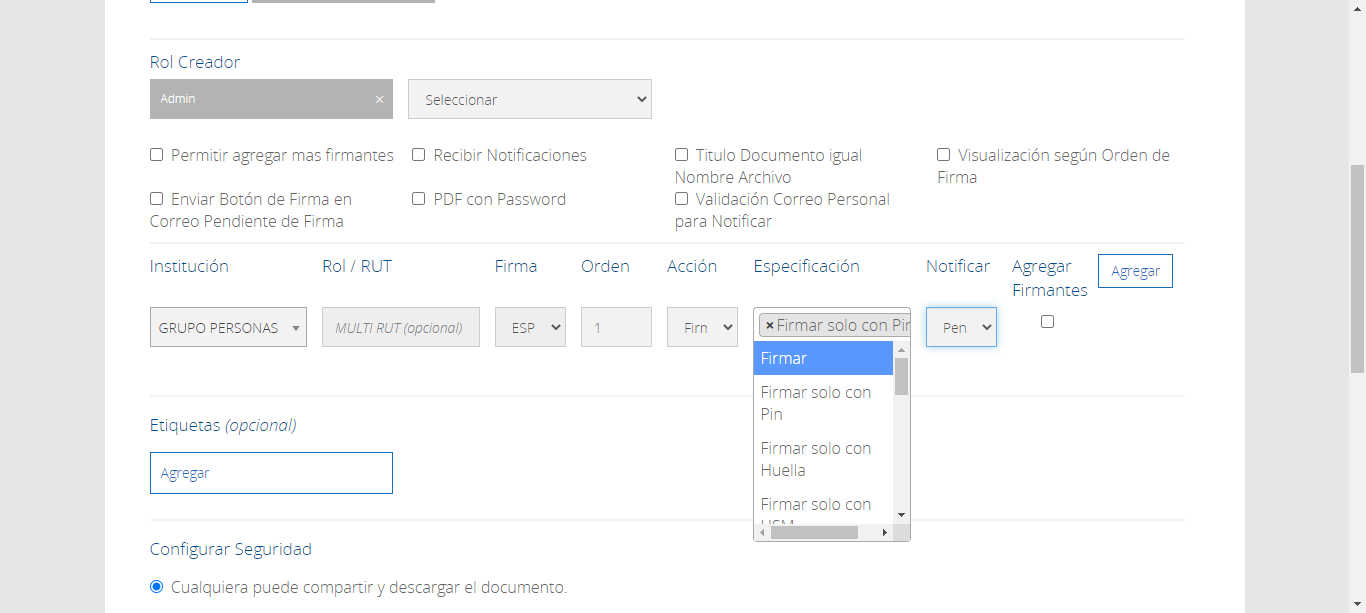 Rol Creador
Admin ×
Seleccionar
Permitir agregar mas firmantes
Recibir Notificaciones
Titulo Documento igual
Nombre Archivo
Visualización según Orden de
Firma
Enviar Botón de Firma en
Correo Pendiente de Firma
PDF con Password
Validación Correo Personal
para Notificar
Institución
Rol / RUT
Firma
Orden
Acción
Especificación
Notificar
Agregar
Firmantes
Agregar
GRUPO PERSONAS
MULTI RUT (opcional)
ESP
1
Firn
× Firmar solo con Pin
Pen
Firmar
Firmar solo con
Pin
Firmar solo con
Huella
Firmar solo con
HSM
Etiquetas (opcional)
Agregar
Configurar Seguridad
Cualquiera puede compartir y descargar el documento.